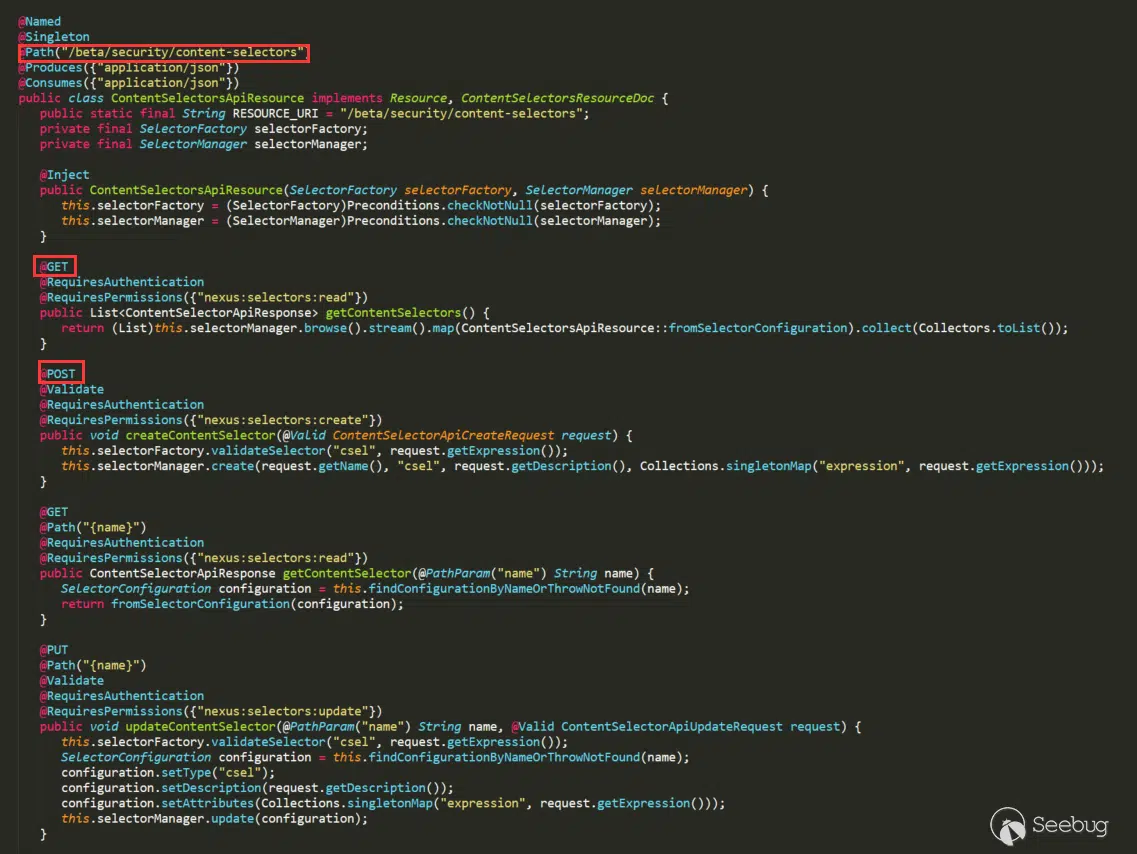 @Named
@Singleton
@Path("/beta/security/content-selectors")
@Produces({"application/json"})
@Consumes({"application/json"})
public class ContentSelectorsApiResource implements Resource, ContentSelectorsResourceDoc {
public static final String RESOURCE_URI = "/beta/security/content-selectors";
private final SelectorFactory selectorFactory;
private final SelectorManager selectorManager;
@Inject
public ContentSelectorsApiResource(SelectorFactory selectorFactory, SelectorManager selectorManager) {
this.selectorFactory = (SelectorFactory)Preconditions.checkNotNull(selectorFactory);
this.selectorManager = (SelectorManager)Preconditions.checkNotNull(selectorManager);
}
@GET
@RequiresAuthentication
@RequiresPermissions({"nexus:selectors:read"})
public List<ContentSelectorApiResponse> getContentSelectors() {
return (List)this.selectorManager.browse().stream().map(ContentSelectorsApiResource::fromSelectorConfiguration).collect(Collectors.toList());
}
@POST
@Validate
@RequiresAuthentication
@RequiresPermissions({"nexus:selectors:create"})
public void createContentSelector(@Valid ContentSelectorApiCreateRequest request) {
this.selectorFactory.validateSelector("csel", request.getExpression());
this.selectorManager.create(request.getName(), "csel", request.getDescription(), Collections.singletonMap("expression", request.getExpression()));
}
@GET
@Path("{name}")
@RequiresAuthentication
@RequiresPermissions({"nexus:selectors:read"})
public ContentSelectorApiResponse getContentSelector(@PathParam("name") String name) {
SelectorConfiguration configuration = this.findConfigurationByNameOrThrowNotFound(name);
return fromSelectorConfiguration(configuration);
}
@PUT
@Path("{name}")
@Validate
@RequiresAuthentication
@RequiresPermissions({"nexus:selectors:update"})
public void updateContentSelector(@PathParam("name") String name, @Valid ContentSelectorApiUpdateRequest request) {
this.selectorFactory.validateSelector("csel", request.getExpression());
SelectorConfiguration configuration = this.findConfigurationByNameOrThrowNotFound(name);
configuration.setType("csel");
configuration.setDescription(request.getDescription());
configuration.setAttributes(Collections.singletonMap("expression", request.getExpression()));
this.selectorManager.update(configuration);
}
Seebug